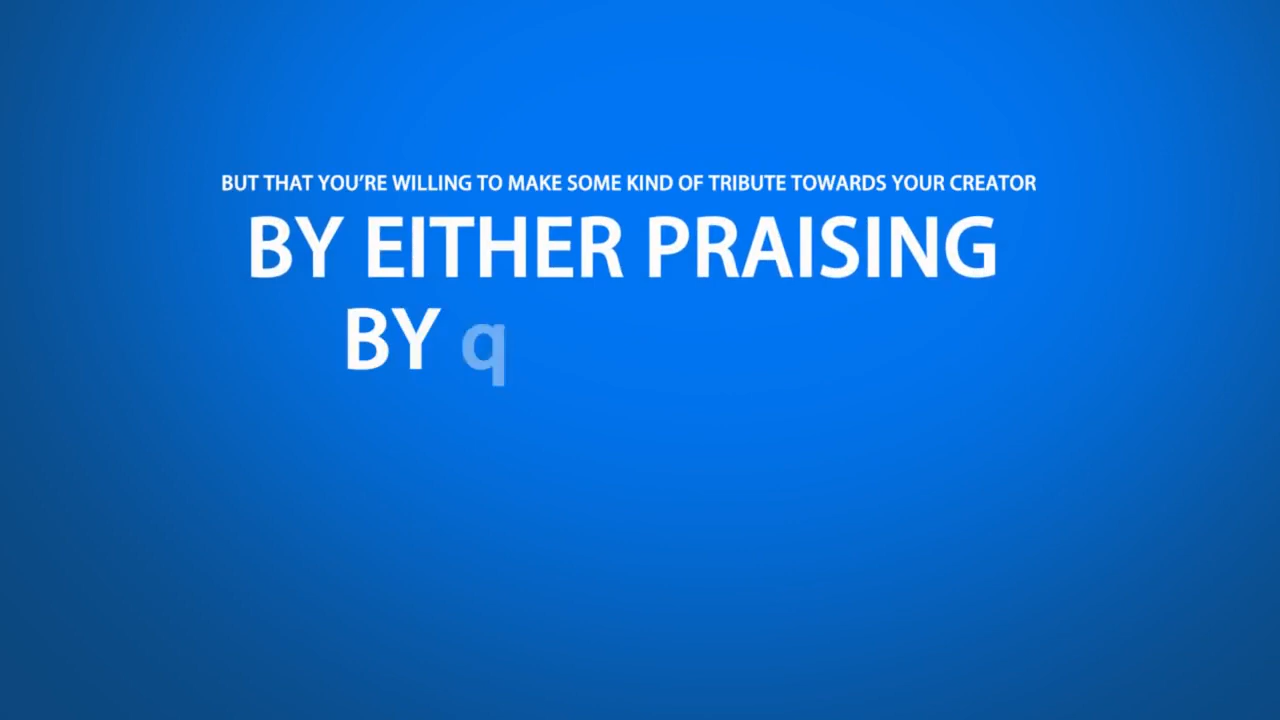 BUT THAT YOU'RE WILLING TO MAKE SOME KIND OF TRIBUTE TOWARDS YOUR CREATOR
BY EITHER PRAISING
BY q